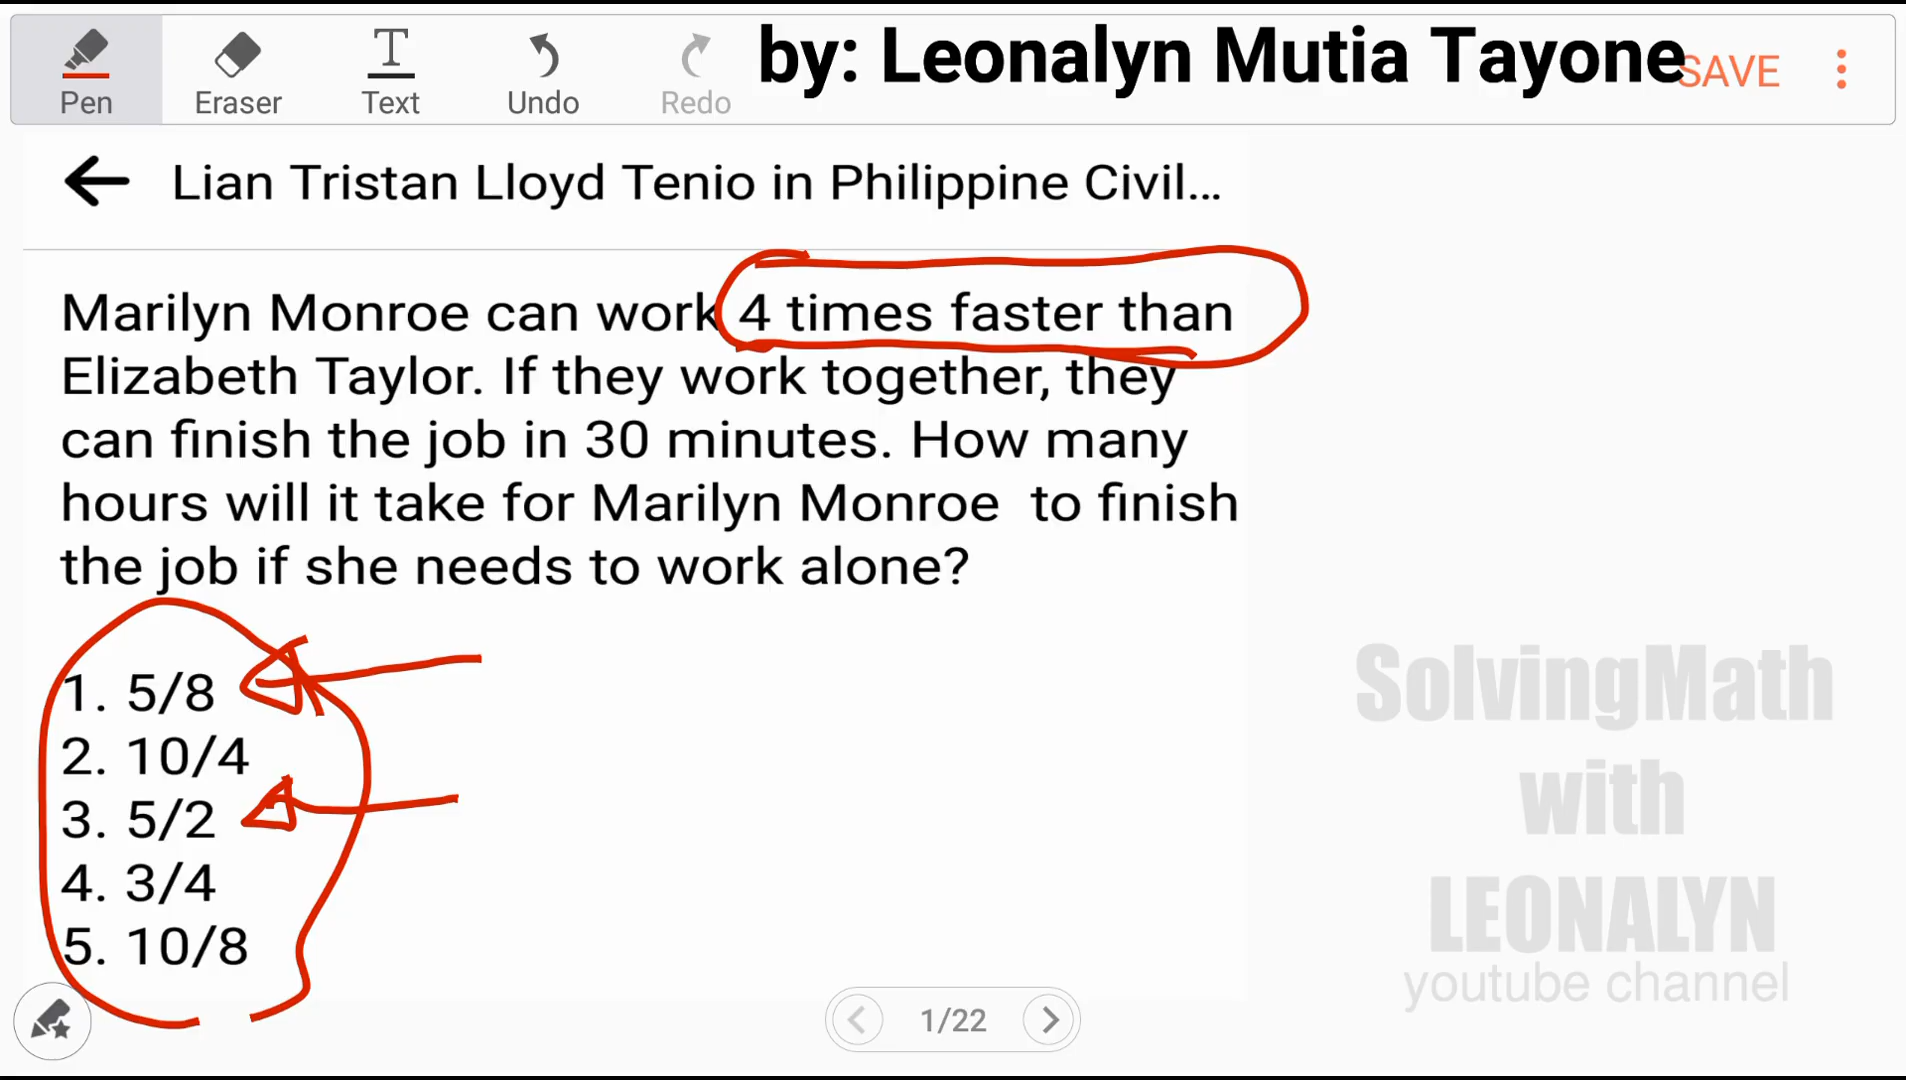 by: Leonalyn Mutia Tayone
SAVE
Pen
Eraser
Text
Undo
Redo
Lian Tristan Lloyd Tenio in Philippine Civil...
Marilyn Monroe can work 4 times faster than
Elizabeth Taylor. If they work together, they
can finish the job in 30 minutes. How many
hours will it take for Marilyn Monroe to finish
the job if she needs to work alone?
1. 5/8
2. 10/4
3. 5/2
4. 3/4
5. 10/8
SolvingMath
with
LEONALYN
youtube channel
1/22